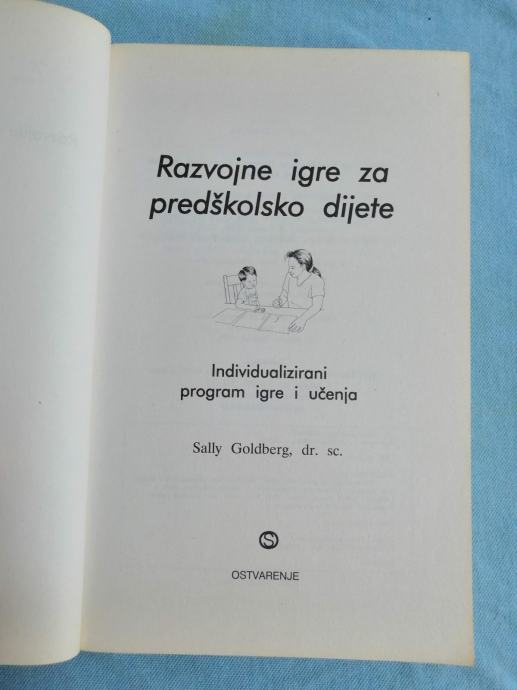 Razvojne igre za
predškolsko dijete
Individualizirani
program igre i učenja
Sally Goldberg, dr. sc.
OSTVARENJE